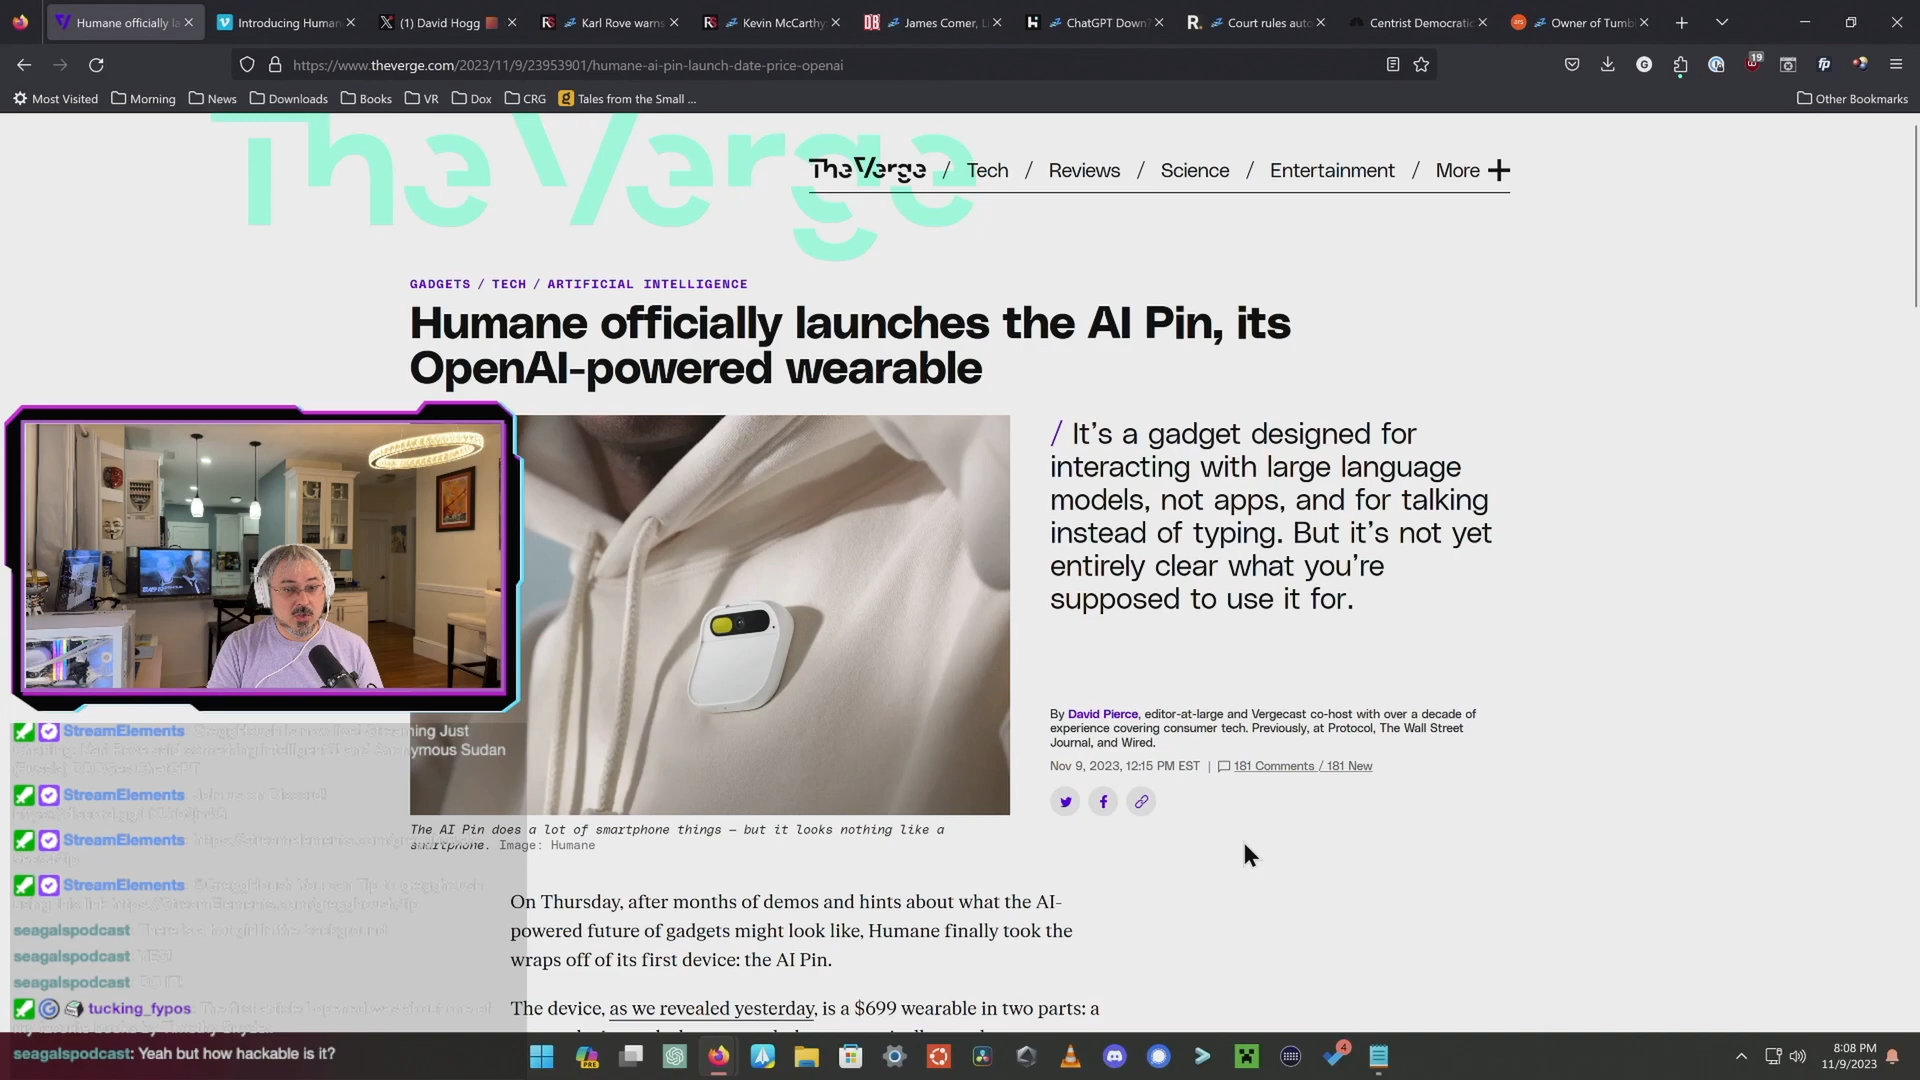 Humane officially la
Introducing Human
(1) David Hogg
Karl Rove warns
Kevin McCarthy
James Comer, L
ChatGPT Down?
Court rules auto
Centrist Democratic
Owner of Tumb
https://www.theverge.com/2023/11/9/23953901/humane-ai-pin-launch-date-price-openai
19
Most Visited
Morning
News
Downloads
Books
VR
Dox
CRG
Tales from the Small ...
Other Bookmarks
The Verge
The Verge / Tech / Reviews / Science / Entertainment / More
GADGETS / TECH / ARTIFICIAL INTELLIGENCE
Humane officially launches the AI Pin, its
OpenAI-powered wearable
/ It's a gadget designed for
interacting with large language
models, not apps, and for talking
instead of typing. But it's not yet
entirely clear what you're
supposed to use it for.
By David Pierce, editor-at-large and Vergecast co-host with over a decade of
experience covering consumer tech. Previously, at Protocol, The Wall Street
Journal, and Wired.
Nov 9, 2023, 12:15 PM EST | 181 Comments / 181 New
The AI Pin does a lot of smartphone things — but it looks nothing like a
smartphone. Image: Humane
On Thursday, after months of demos and hints about what the AI-
powered future of gadgets might look like, Humane finally took the
wraps off of its first device: the AI Pin.
The device, as we revealed yesterday, is a $699 wearable in two parts: a
StreamElements
ming Just
ymous Sudan
StreamElements
StreamElements
StreamElements
seagalspodcast
seagalspodcast
seagalspodcast
tucking_fypos
seagalspodcast: Yeah but how hackable is it?
PRE
4
8:08 PM
11/9/2023